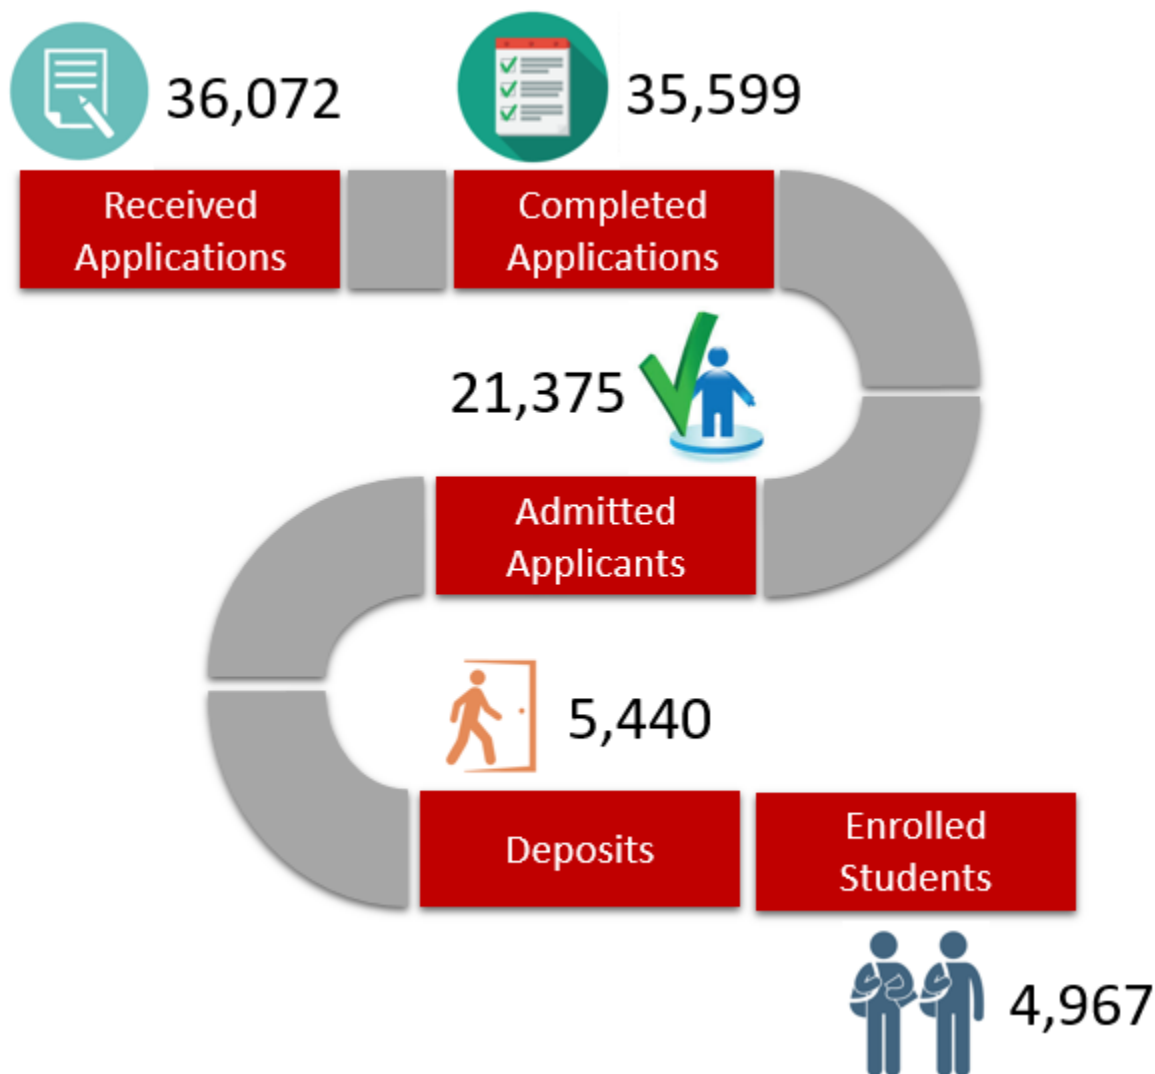 36,072
35,599
Received
Applications
Completed
Applications
21,375
Admitted
Applicants
5,440
Deposits
Enrolled
Students
4,967